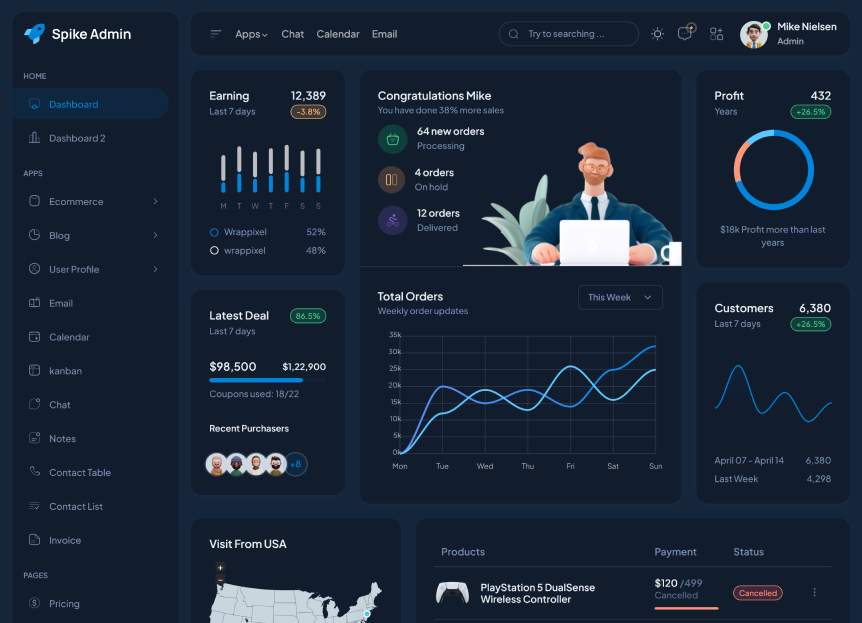 Spike Admin
Apps
Chat
Calendar
Email
Try to searching ...
Mike Nielsen
Admin
HOME
Dashboard
Dashboard 2
APPS
Ecommerce
Blog
User Profile
Email
Calendar
kanban
Chat
Notes
Contact Table
Contact List
Invoice
PAGES
Pricing
Earning 12,389
Last 7 days -3.8%
M T W T F S S
Wrappixel 52%
wrappixel 48%
Congratulations Mike
You have done 38% more sales
64 new orders
Processing
4 orders
On hold
12 orders
Delivered
Profit 432
Years +26.5%
$18k Profit more than last
years
Latest Deal 86.5%
Last 7 days
$98,500 $1,22,900
Coupons used: 18/22
Recent Purchasers
+8
Total Orders
Weekly order updates
This Week
35k
30k
25k
20k
15k
10k
5k
0k
Mon Tue Wed Thu Fri Sat Sun
Customers 6,380
Last 7 days +26.5%
April 07 - April 14 6,380
Last Week 4,298
Visit From USA
+
−
Products Payment Status
PlayStation 5 DualSense
Wireless Controller
$120 /499
Cancelled
Cancelled